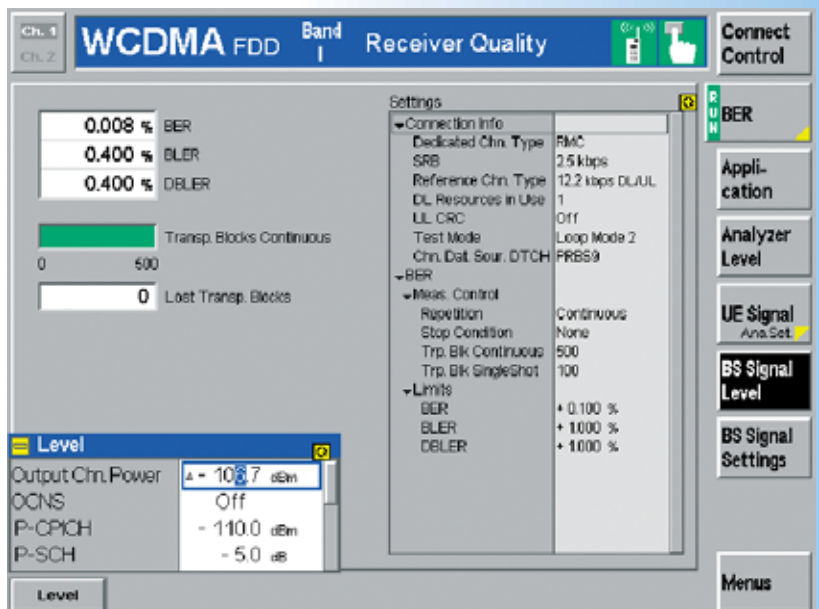 Ch. 1
Ch. 2
WCDMA FDD Band I Receiver Quality
Connect Control
0.008 % BER
0.400 % BLER
0.400 % DBLER
Transp. Blocks Continuous
0 500
0 Lost Transp. Blocks
Settings
Connection Info
Dedicated Chn. Type RMC
SRB 2.5 kbps
Reference Chn. Type 12.2 kbps DL/UL
DL Resources in Use 1
UL CRC Off
Test Mode Loop Mode 2
Chn. Dat. Sour. DTCH PRBS9
BER
Meas. Control
Repetition Continuous
Stop Condition None
Trp. Blk Continuous 500
Trp. Blk SingleShot 100
Limits
BER + 0.100 %
BLER + 1.000 %
DBLER + 1.000 %
Level
Output Chn. Power - 106.7 dBm
OCNS Off
P-CPICH - 110.0 dBm
P-SCH - 5.0 dB
Level
RUN
BER
Appli-
cation
Analyzer
Level
UE Signal
Ana.Set.
BS Signal
Level
BS Signal
Settings
Menus